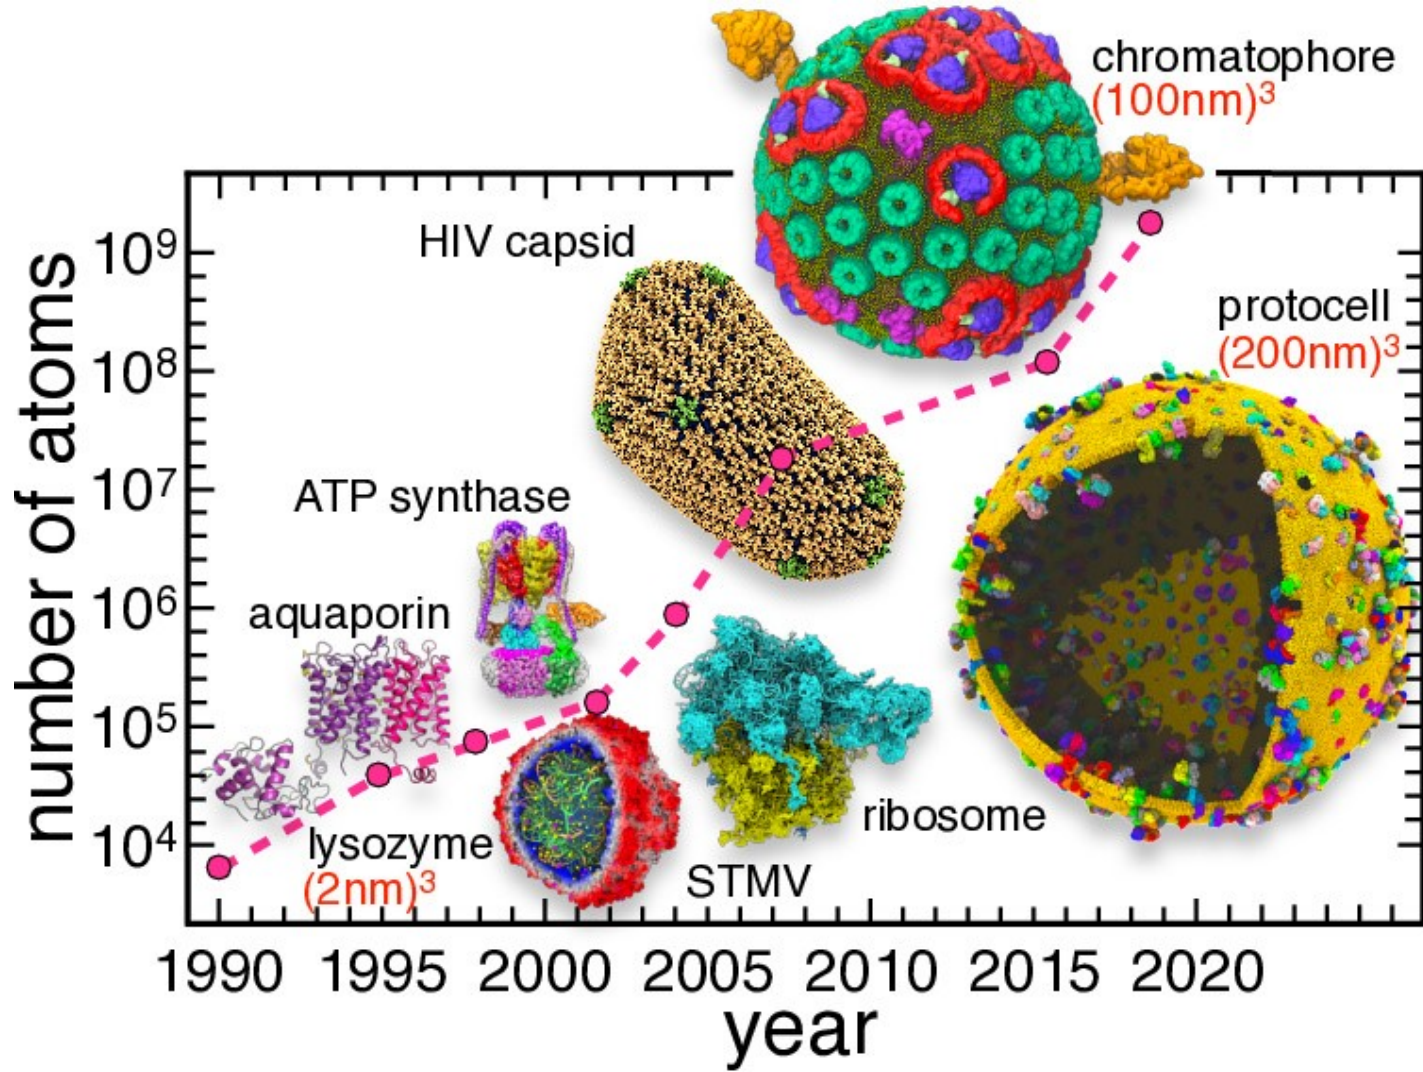 chromatophore
(100nm)³
HIV capsid
protocell
(200nm)³
ATP synthase
aquaporin
lysozyme
(2nm)³
STMV
ribosome
number of atoms
10⁹
10⁸
10⁷
10⁶
10⁵
10⁴
1990 1995 2000 2005 2010 2015 2020
year